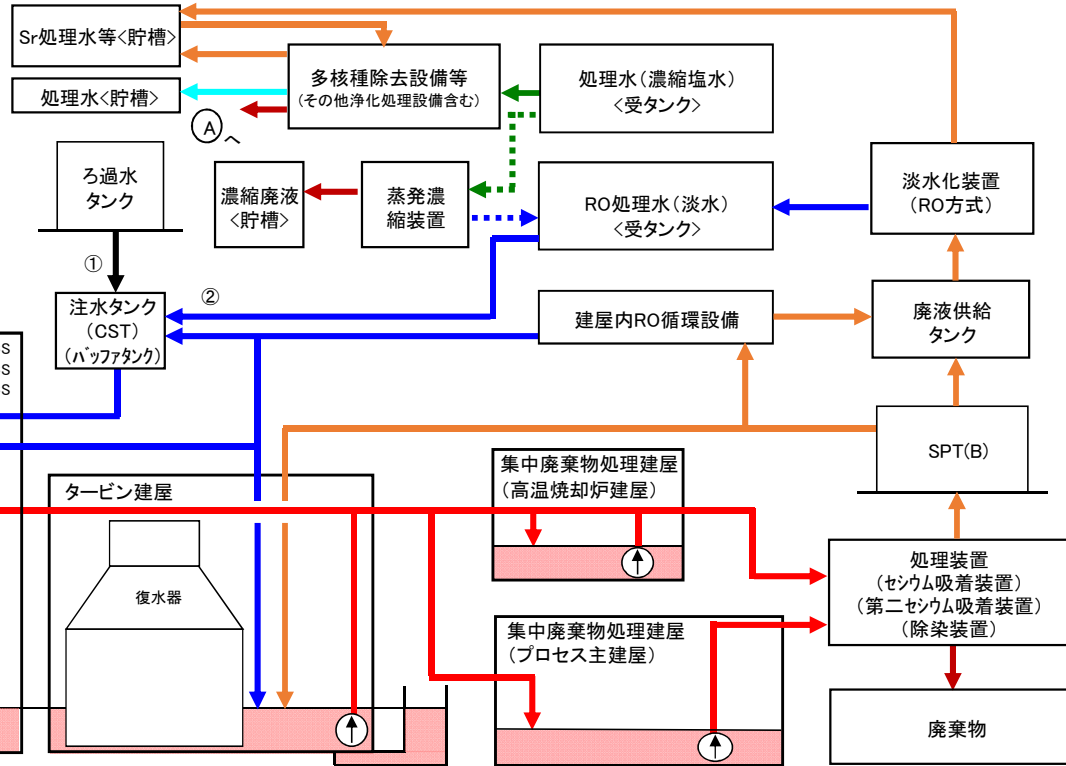 Sr処理水等<貯槽>
多核種除去設備等
(その他浄化処理設備含む)
処理水(濃縮塩水)
<受タンク>
処理水<貯槽>
A へ
ろ過水
タンク
濃縮廃液
<貯槽>
蒸発濃
縮装置
RO処理水(淡水)
<受タンク>
淡水化装置
(RO方式)
①
②
注水タンク
(CST)
(バッファタンク)
建屋内RO循環設備
廃液供給
タンク
S
S
S
SPT(B)
タービン建屋
集中廃棄物処理建屋
(高温焼却炉建屋)
復水器
処理装置
(セシウム吸着装置)
(第二セシウム吸着装置)
(除染装置)
集中廃棄物処理建屋
(プロセス主建屋)
廃棄物